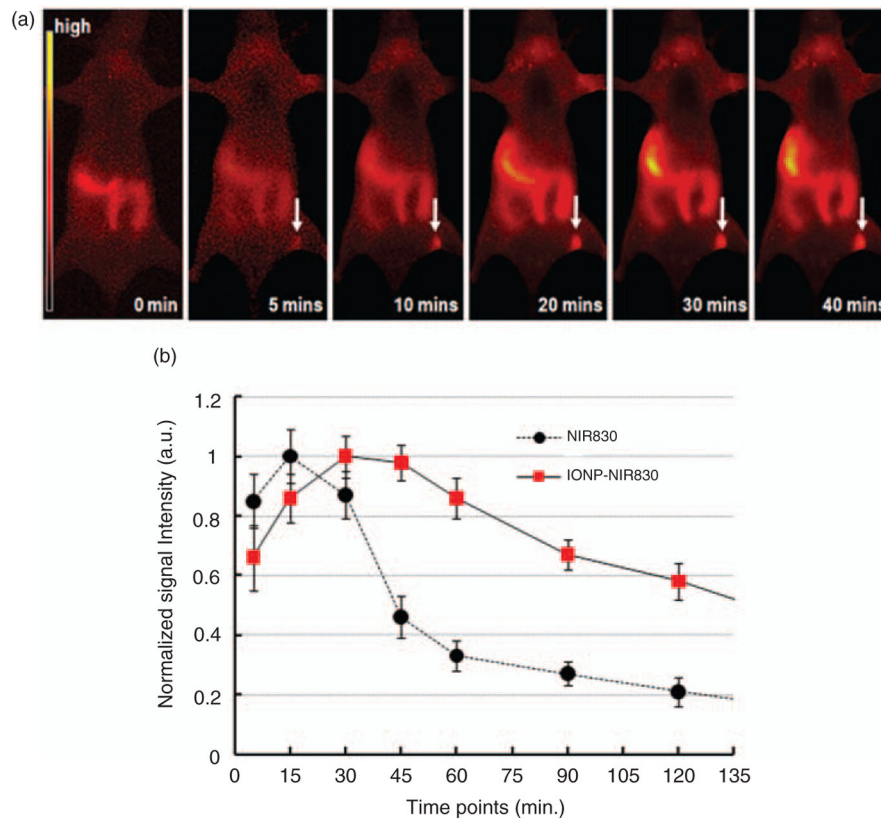 (a)
high
0 min
5 mins
10 mins
20 mins
30 mins
40 mins
(b)
Normalized signal Intensity (a.u.)
1.2
1
0.8
0.6
0.4
0.2
0
NIR830
IONP-NIR830
0 15 30 45 60 75 90 105 120 135
Time points (min.)